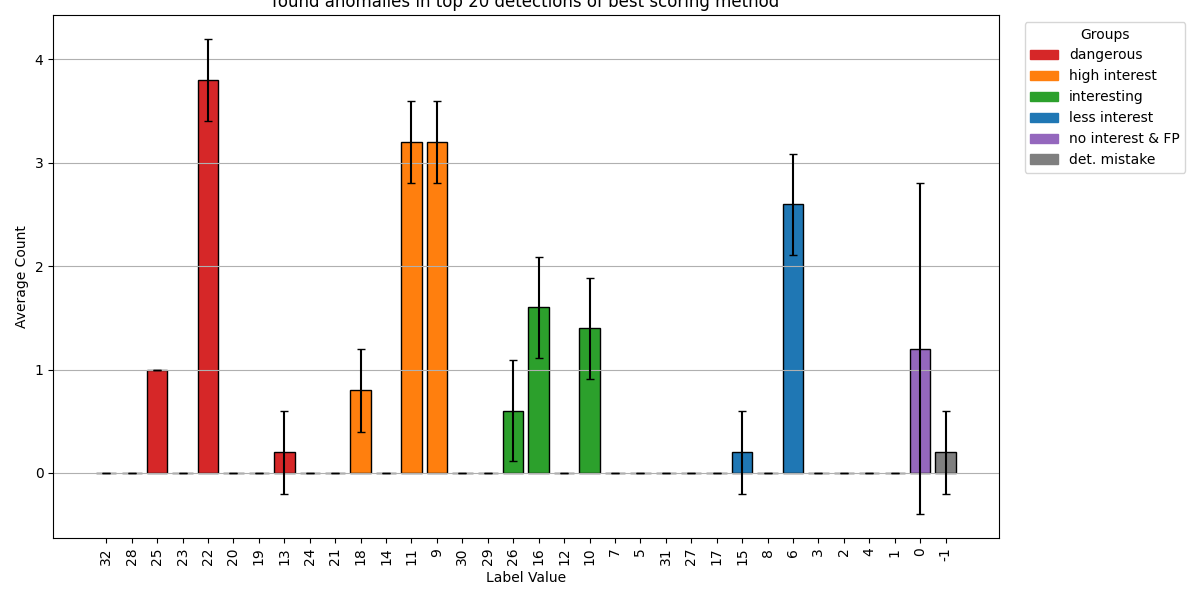 found anomalies in top 20 detections of best scoring method
Groups
dangerous
high interest
interesting
less interest
no interest & FP
det. mistake
Average Count
4
3
2
1
0
32 28 25 23 22 20 19 13 24 21 18 14 11 9 30 29 26 16 12 10 7 5 31 27 17 15 8 6 3 2 4 1 0 -1
Label Value